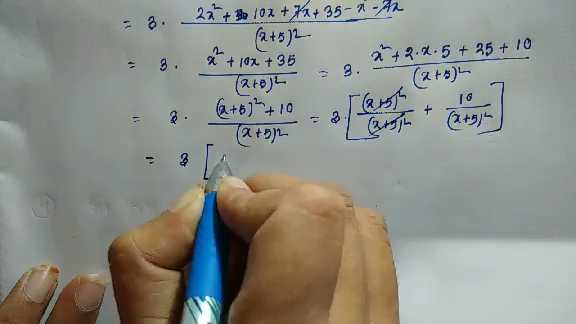 = 3 · (2x² + 10x + 7x + 35 - x² - 7x) / (x+5)²
= 3 · (x² + 10x + 35) / (x+5)² = 3 · (x² + 2·x·5 + 25 + 10) / (x+5)²
= 3 · ((x+5)² + 10) / (x+5)² = 3 · [(x+5)² / (x+5)² + 10 / (x+5)²]
= 3 [